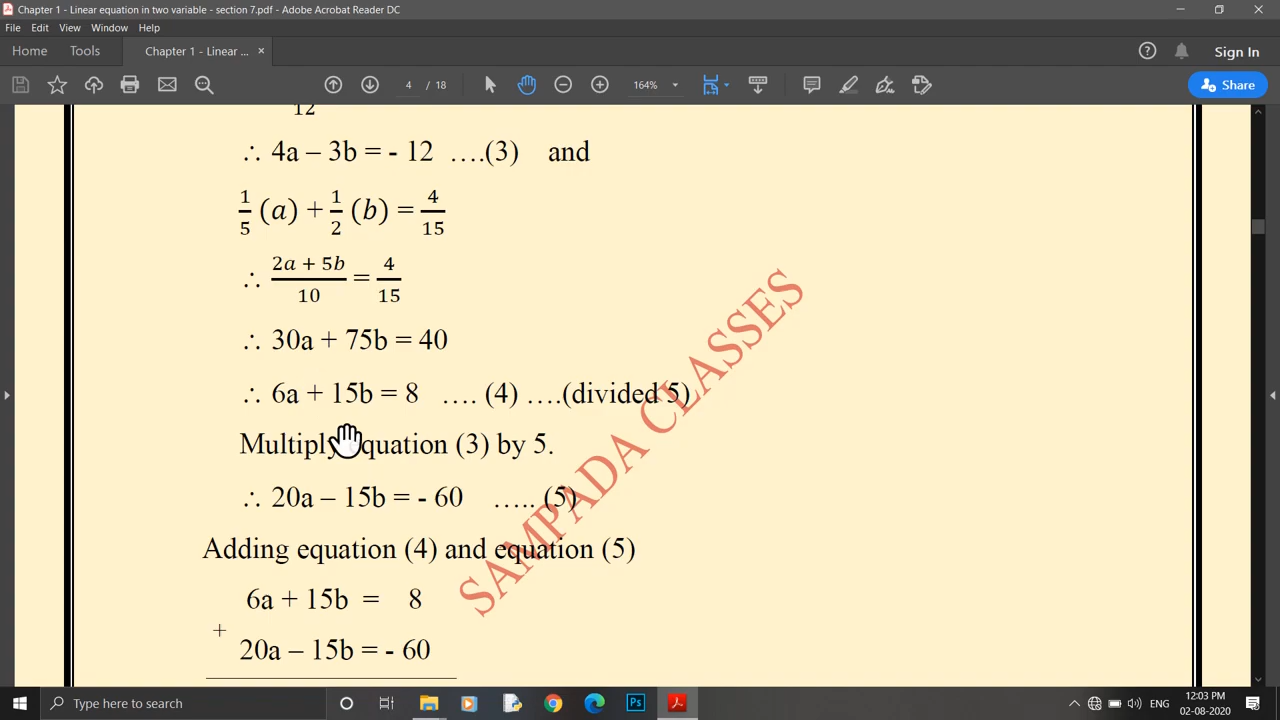 Chapter 1 - Linear equation in two variable - section 7.pdf - Adobe Acrobat Reader DC
File Edit View Window Help
Home Tools Chapter 1 - Linear ... × Sign In
4 / 18 164% Share
12
∴ 4a – 3b = - 12 ….(3) and
1/5 (a) + 1/2 (b) = 4/15
∴ (2a + 5b)/10 = 4/15
∴ 30a + 75b = 40
∴ 6a + 15b = 8 …. (4) ….(divided 5)
Multiply equation (3) by 5.
∴ 20a – 15b = - 60 ….. (5)
Adding equation (4) and equation (5)
6a + 15b = 8
+
20a – 15b = - 60
SAMPADA CLASSES
Type here to search
12:03 PM
02-08-2020